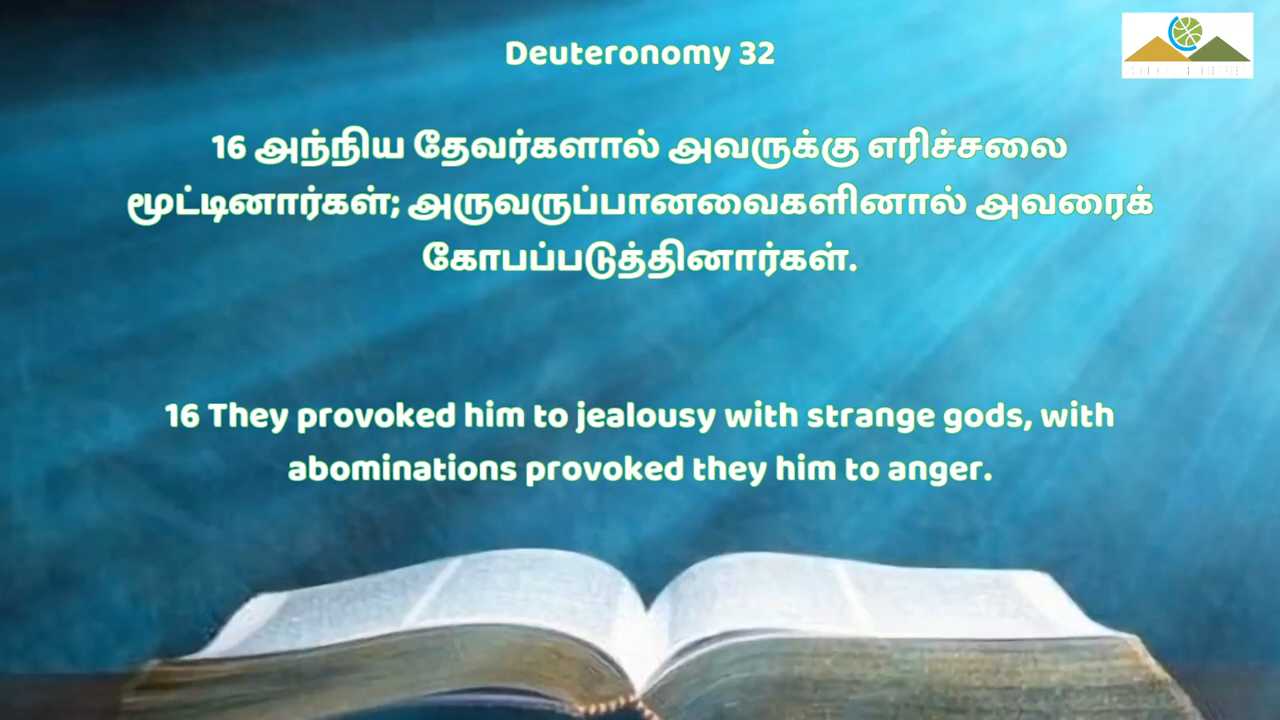 Deuteronomy 32
16 அந்நிய தேவர்களால் அவருக்கு எரிச்சலை
மூட்டினார்கள்; அருவருப்பானவைகளினால் அவரைக்
கோபப்படுத்தினார்கள்.
16 They provoked him to jealousy with strange gods, with
abominations provoked they him to anger.